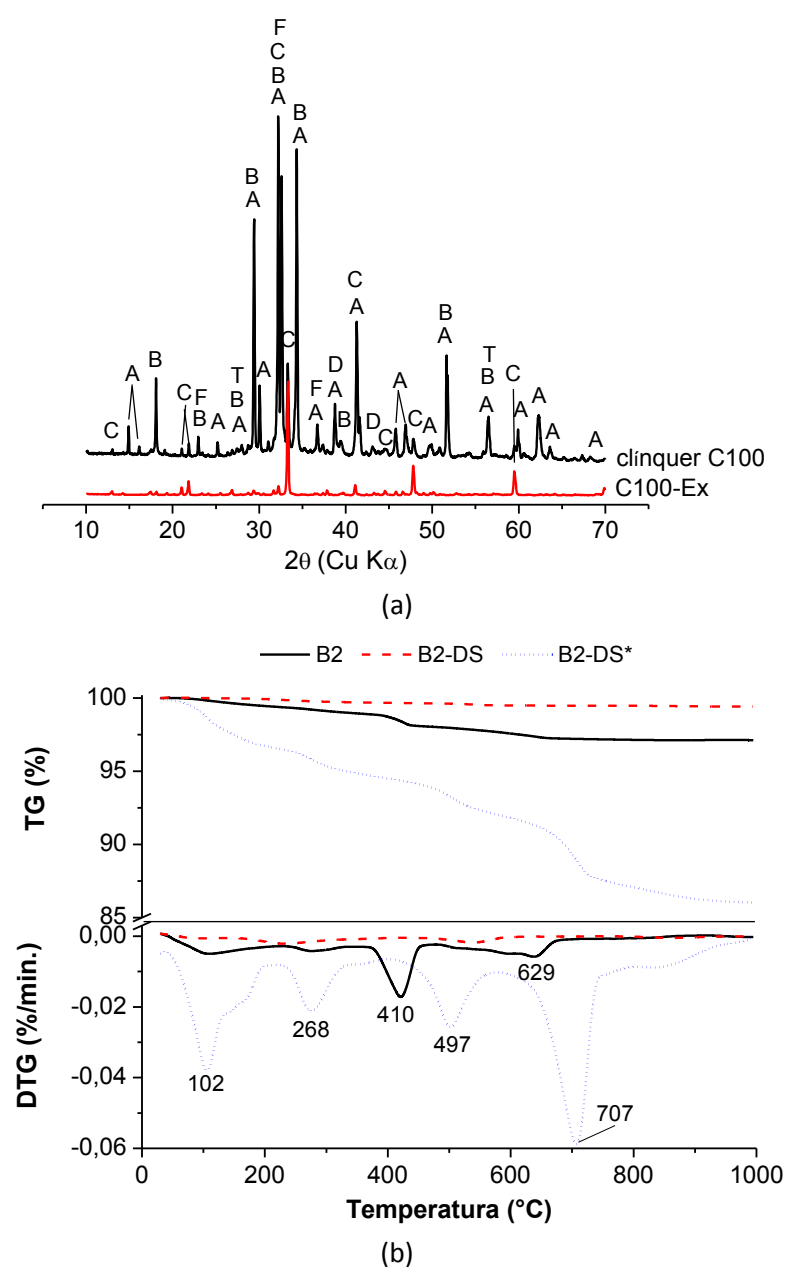 F
C
B
A
B
A
B
A
C
A
B
A
C
A
B
C
F
B
A
T
B
A
A
C
F
A
D
A
B
D
C
A
C
A
T
B
A
C
A
A
A
A
clínquer C100
C100-Ex
10 20 30 40 50 60 70
2θ (Cu Kα)
(a)
B2 B2-DS B2-DS*
100
95
90
85
TG (%)
0,00
-0,02
-0,04
-0,06
DTG (%/min.)
629
268 410 497
102
707
0 200 400 600 800 1000
Temperatura (°C)
(b)